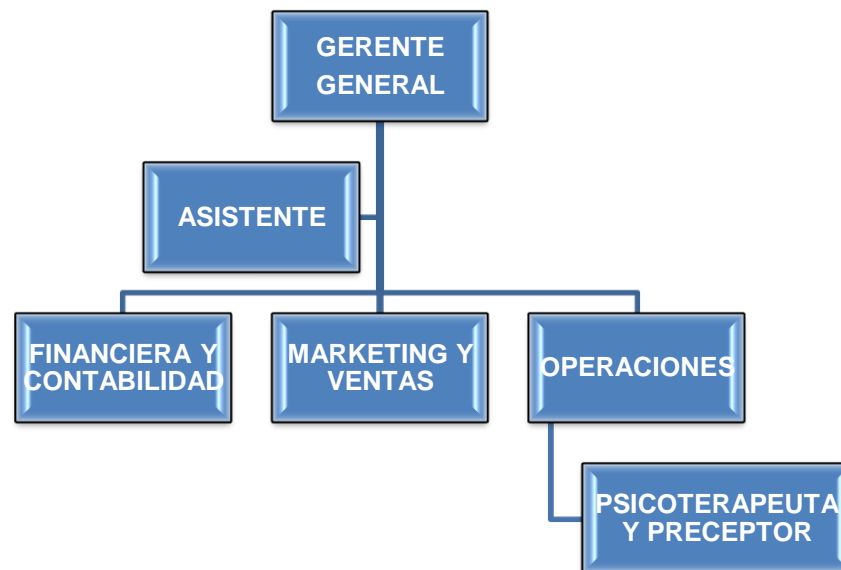 GERENTE
GENERAL
ASISTENTE
FINANCIERA Y
CONTABILIDAD
MARKETING Y
VENTAS
OPERACIONES
PSICOTERAPEUTA
Y PRECEPTOR